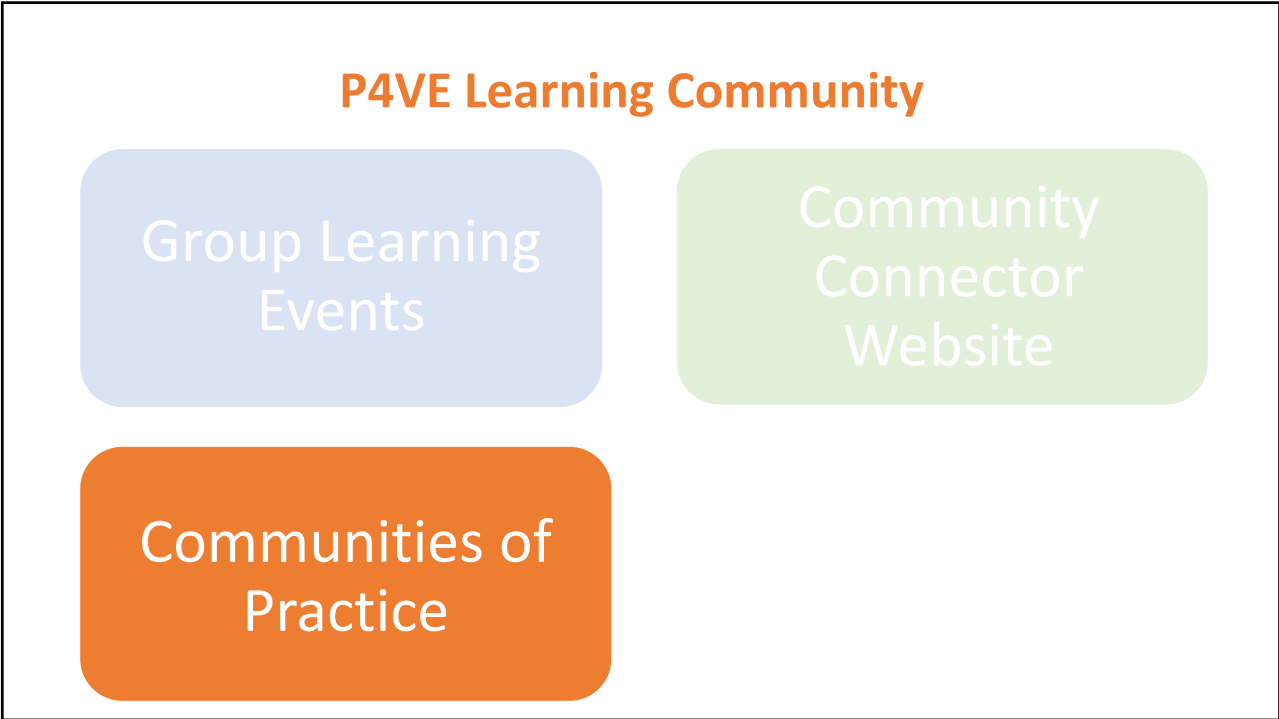 P4VE Learning Community
Group Learning
Events
Community
Connector
Website
Communities of
Practice